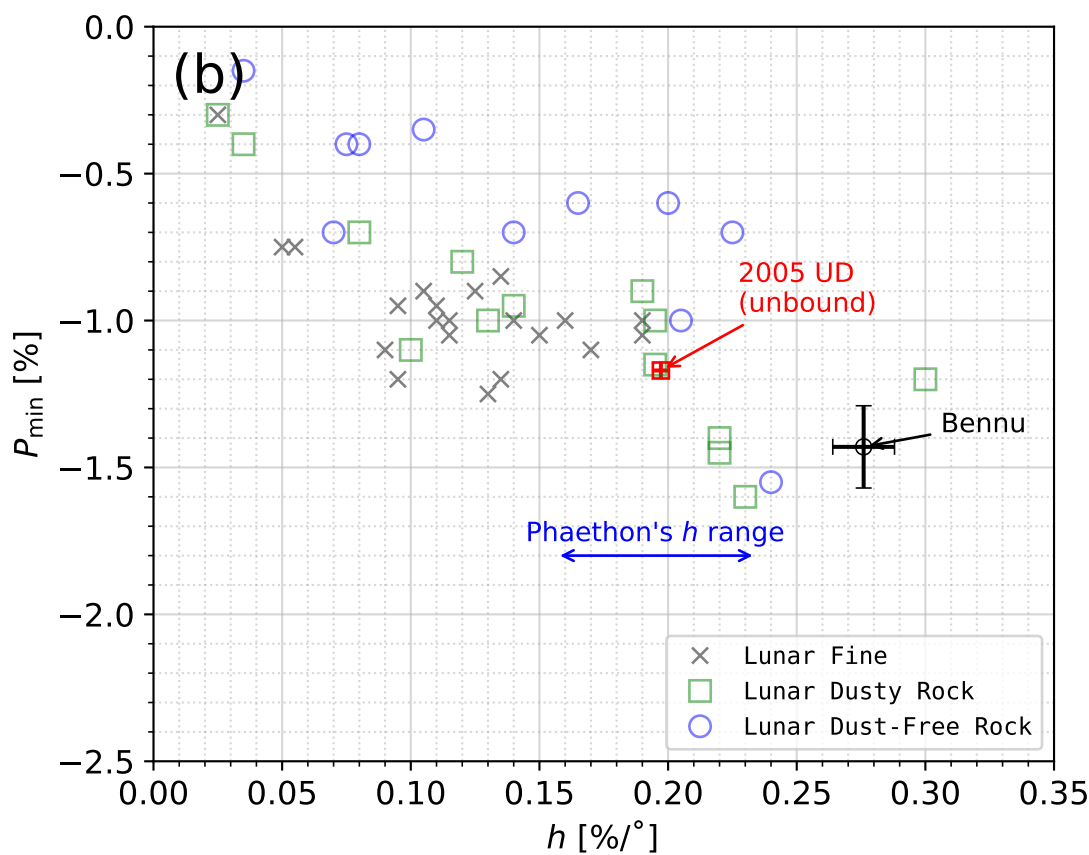 (b)
0.0
−0.5
−1.0
−1.5
−2.0
−2.5
P_min [%]
2005 UD
(unbound)
Bennu
Phaethon's h range
Lunar Fine
Lunar Dusty Rock
Lunar Dust-Free Rock
0.00 0.05 0.10 0.15 0.20 0.25 0.30 0.35
h [%/°]